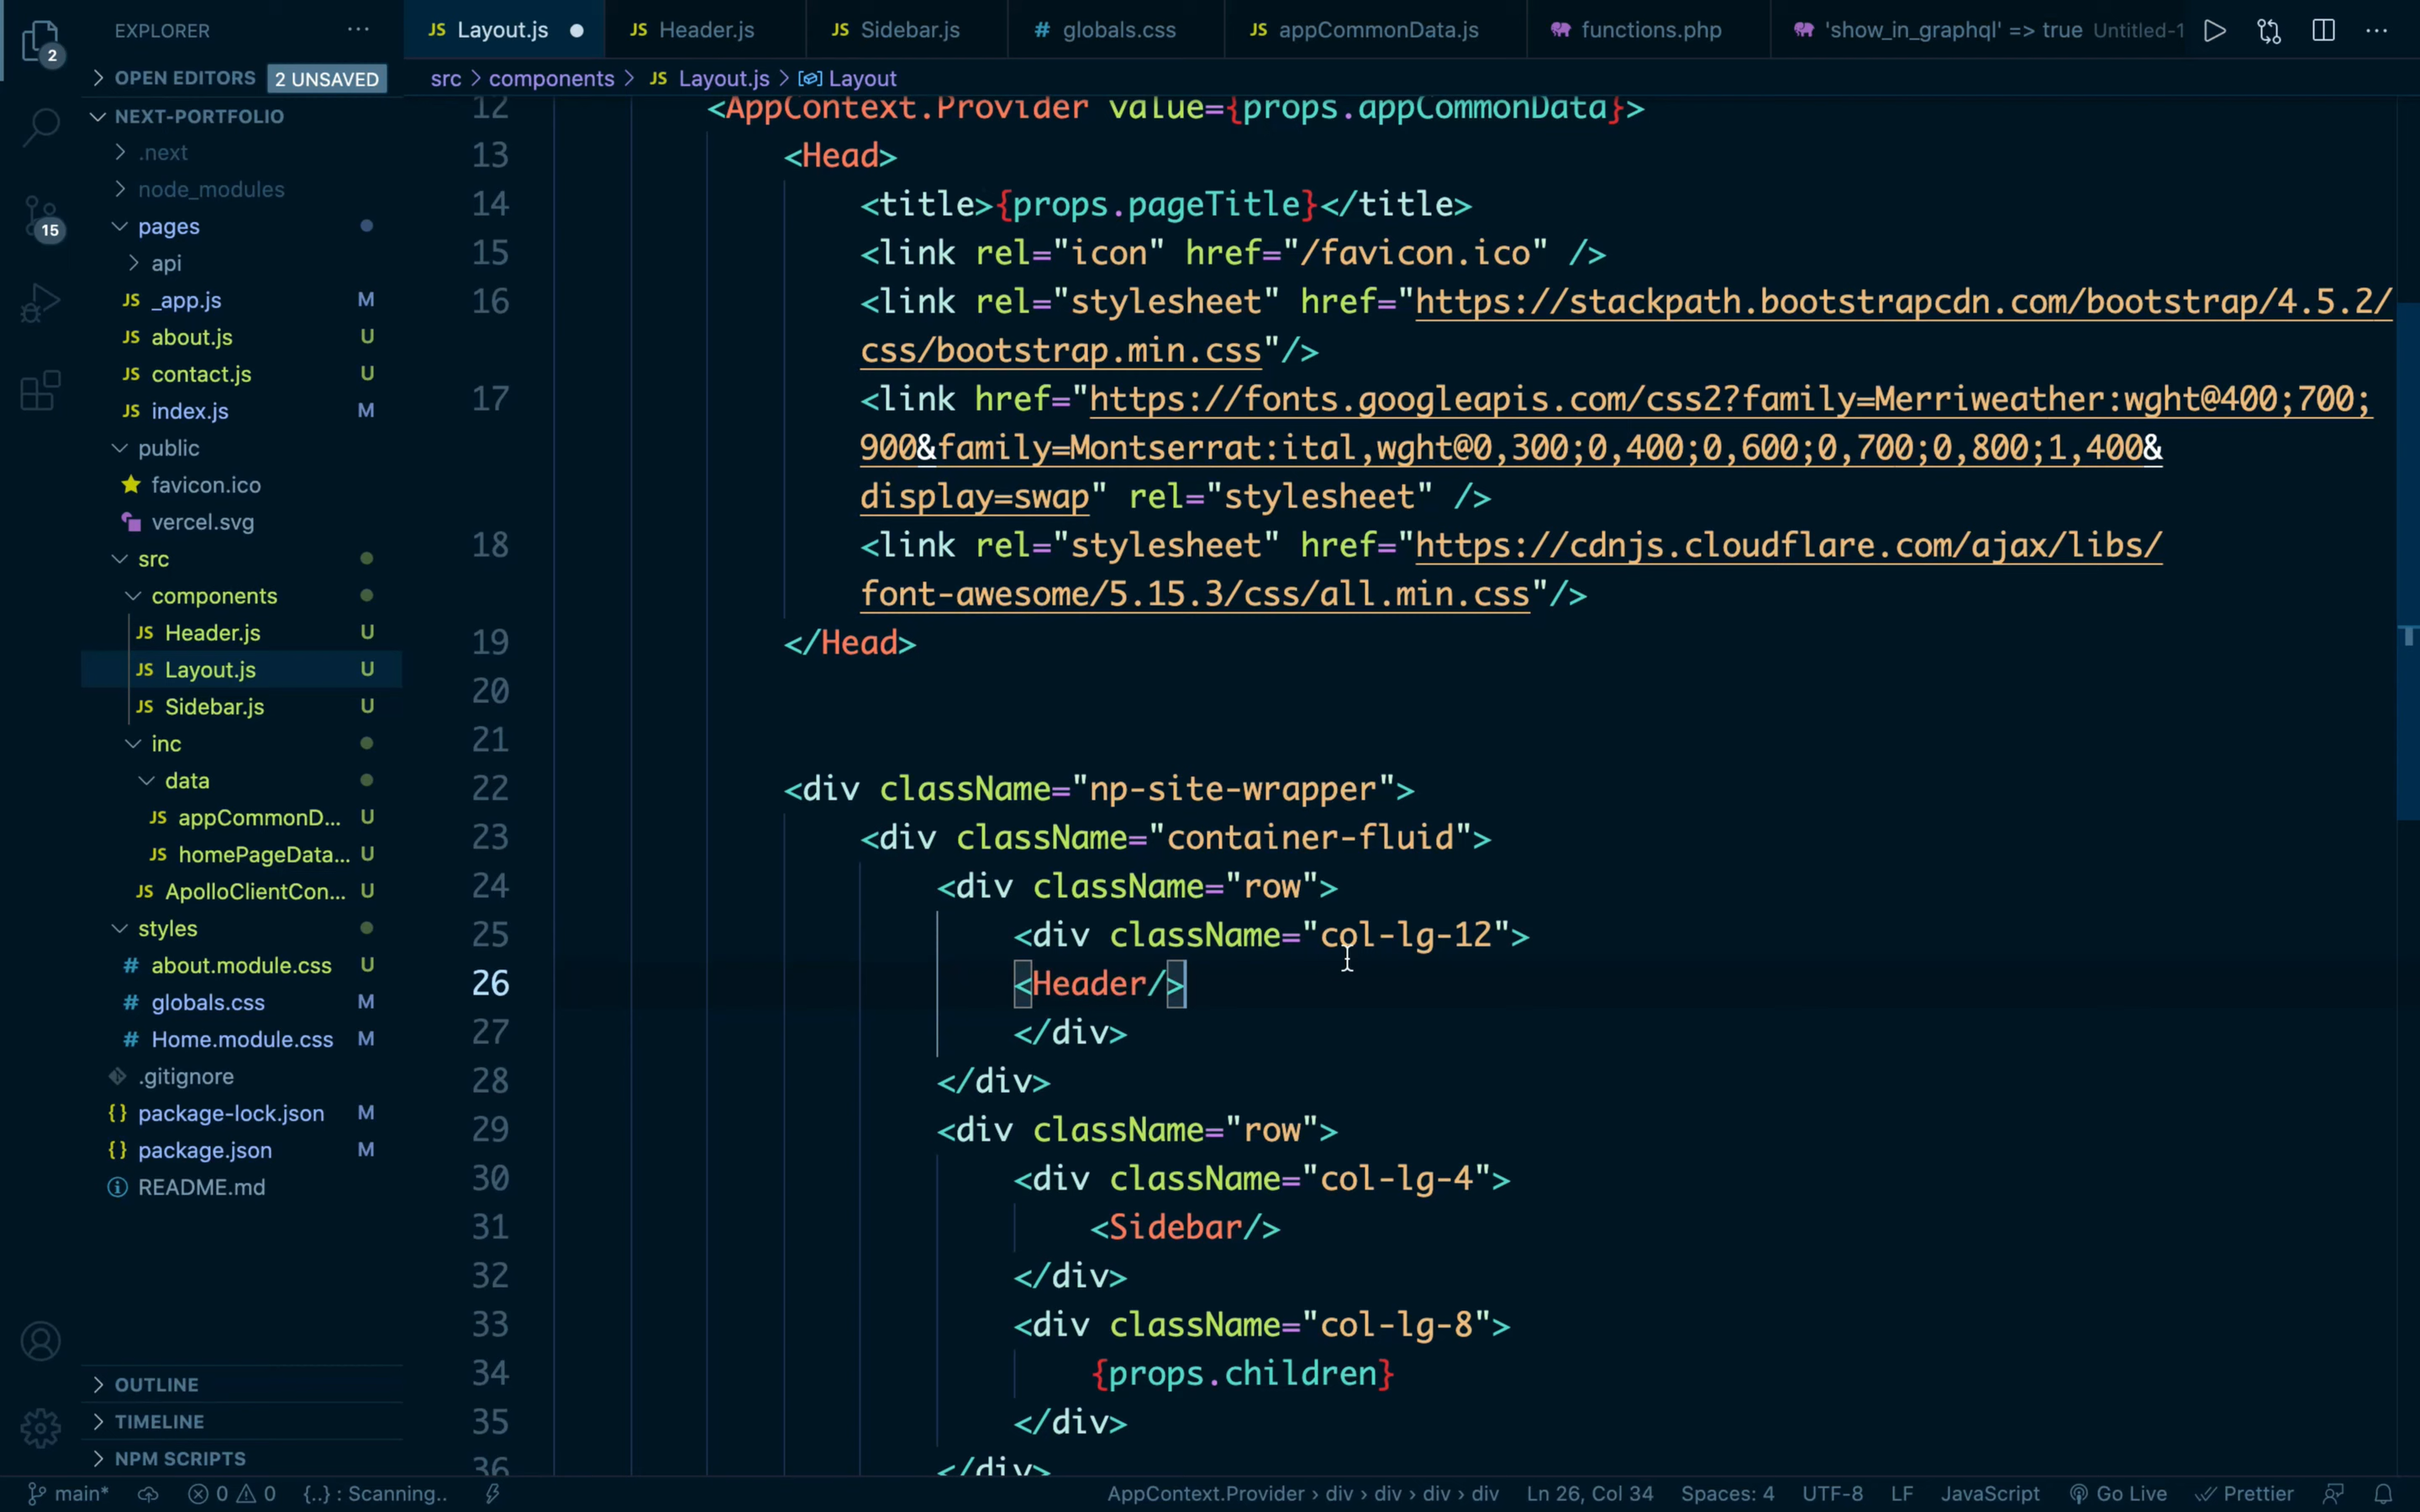 EXPLORER
Layout.js
Header.js
Sidebar.js
# globals.css
appCommonData.js
functions.php
'show_in_graphql' => true Untitled-1
2
OPEN EDITORS 2 UNSAVED
src > components > JS Layout.js > Layout
NEXT-PORTFOLIO
.next
node_modules
15
pages
api
JS _app.js M
JS about.js U
JS contact.js U
JS index.js M
public
favicon.ico
vercel.svg
src
components
JS Header.js U
JS Layout.js U
JS Sidebar.js U
inc
data
JS appCommonD... U
JS homePageData... U
JS ApolloClientCon... U
styles
# about.module.css U
# globals.css M
# Home.module.css M
.gitignore
{} package-lock.json M
{} package.json M
README.md
OUTLINE
TIMELINE
NPM SCRIPTS
12 <AppContext.Provider value={props.appCommonData}>
13 <Head>
14 <title>{props.pageTitle}</title>
15 <link rel="icon" href="/favicon.ico" />
16 <link rel="stylesheet" href="https://stackpath.bootstrapcdn.com/bootstrap/4.5.2/
css/bootstrap.min.css"/>
17 <link href="https://fonts.googleapis.com/css2?family=Merriweather:wght@400;700;
900&family=Montserrat:ital,wght@0,300;0,400;0,600;0,700;0,800;1,400&
display=swap" rel="stylesheet" />
18 <link rel="stylesheet" href="https://cdnjs.cloudflare.com/ajax/libs/
font-awesome/5.15.3/css/all.min.css"/>
19 </Head>
20
21
22 <div className="np-site-wrapper">
23 <div className="container-fluid">
24 <div className="row">
25 <div className="col-lg-12">
26 <Header/>
27 </div>
28 </div>
29 <div className="row">
30 <div className="col-lg-4">
31 <Sidebar/>
32 </div>
33 <div className="col-lg-8">
34 {props.children}
35 </div>
36 </div>
main* 0 0 {..} : Scanning.. AppContext.Provider > div > div > div > div Ln 26, Col 34 Spaces: 4 UTF-8 LF JavaScript Go Live Prettier